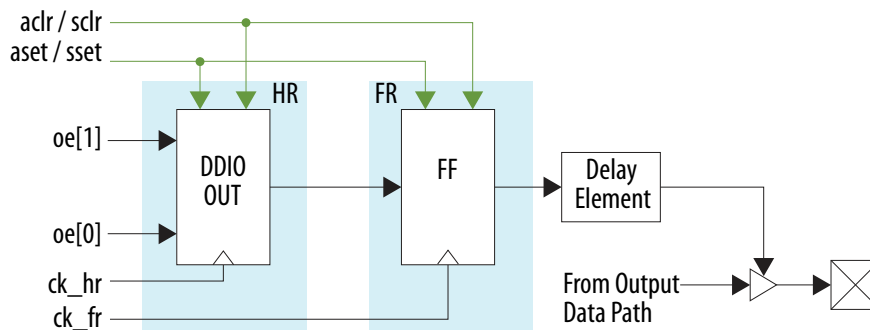 aclr / sclr
aset / sset
HR
FR
oe[1]
DDIO
OUT
FF
Delay
Element
oe[0]
ck_hr
From Output
Data Path
ck_fr